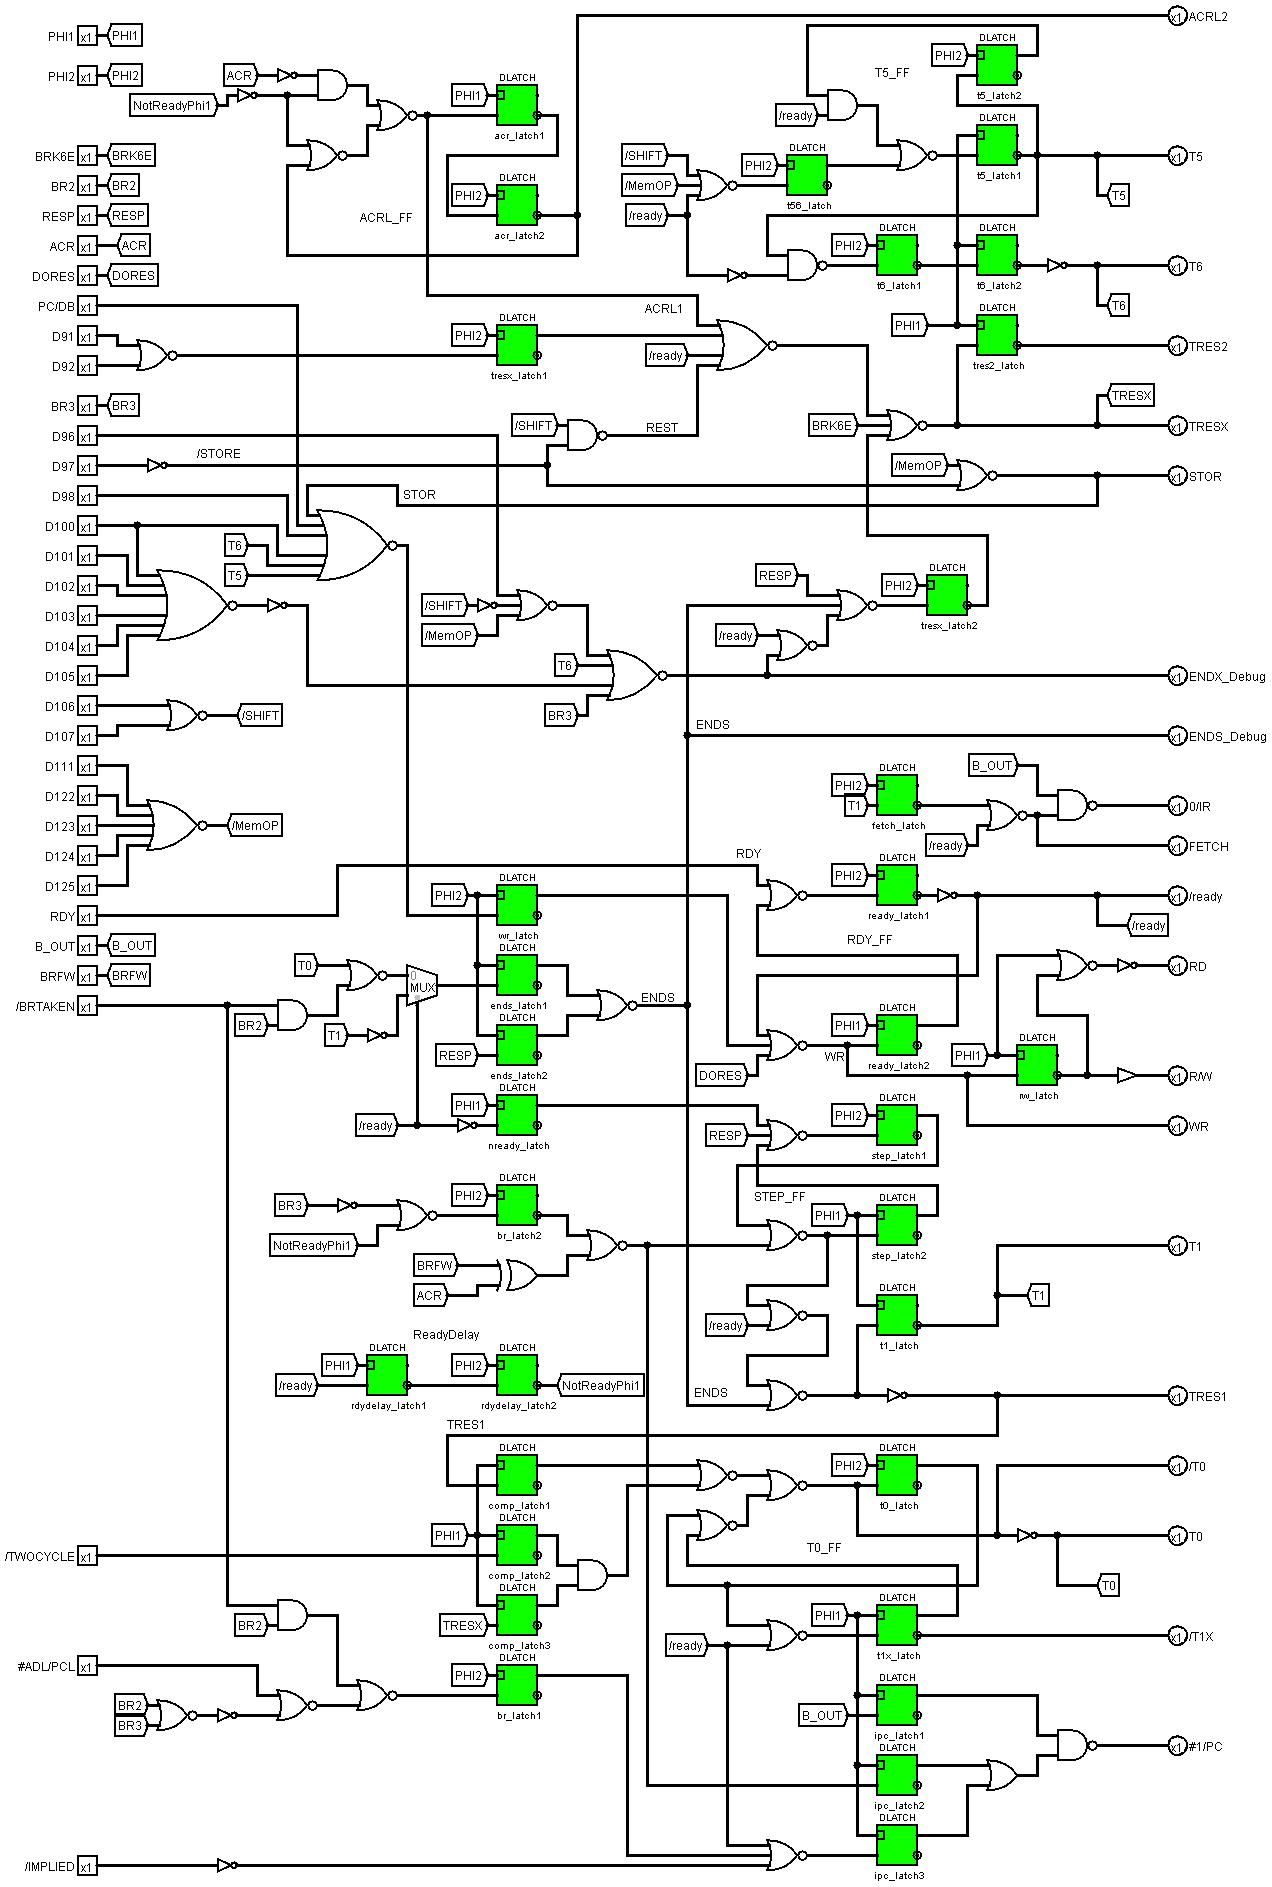 ACRL2
PHI1 x1 PHI1
DLATCH
PHI2
t5_latch2
T5_FF
PHI2 x1 PHI2
ACR
NotReadyPhi1
DLATCH
PHI1
acr_latch1
/ready
DLATCH
t5_latch1
BRK6E x1 BRK6E
/SHIFT
DLATCH
PHI2
t56_latch
x1 T5
BR2 x1 BR2
/MemOP
DLATCH
PHI2
acr_latch2
T5
RESP x1 RESP
/ready
ACRL_FF
ACR x1 ACR
DLATCH
PHI2
t6_latch1
DLATCH
t6_latch2
x1 T6
DORES x1 DORES
PC/DB x1
ACRL1
T6
D91 x1
DLATCH
PHI2
tresx_latch1
PHI1
DLATCH
tres2_latch
x1 TRES2
/ready
D92 x1
TRESX
BR3 x1 BR3
/SHIFT
REST
BRK6E
x1 TRESX
D96 x1
/STORE
D97 x1
/MemOP
x1 STOR
D98 x1
STOR
D100 x1
T6
D101 x1
T5
RESP
DLATCH
PHI2
tresx_latch2
D102 x1
/SHIFT
D103 x1
/MemOP
/ready
D104 x1
T6
D105 x1
x1 ENDX_Debug
D106 x1
/SHIFT
BR3
ENDS
D107 x1
x1 ENDS_Debug
D111 x1
B_OUT
DLATCH
PHI2
T1
fetch_latch
D122 x1
x1 0/IR
D123 x1
/MemOP
/ready
x1 FETCH
D124 x1
RDY
DLATCH
PHI2
ready_latch1
D125 x1
DLATCH
PHI2
wr_latch
x1 /ready
RDY x1
/ready
B_OUT x1 B_OUT
RDY_FF
DLATCH
ends_latch1
T0
0
MUX
BRFW x1 BRFW
x1 RD
/BRTAKEN x1
BR2
ENDS
DLATCH
PHI1
ready_latch2
DLATCH
T1
RESP
ends_latch2
WR
PHI1
DLATCH
rw_latch
DORES
x1 R/W
DLATCH
PHI1
/ready
nready_latch
DLATCH
PHI2
step_latch1
RESP
x1 WR
DLATCH
PHI2
br_latch2
STEP_FF
BR3
DLATCH
PHI1
step_latch2
NotReadyPhi1
x1 T1
BRFW
ACR
DLATCH
t1_latch
T1
/ready
ReadyDelay
DLATCH
PHI1
/ready
rdydelay_latch1
DLATCH
PHI2
rdydelay_latch2
NotReadyPhi1
ENDS
x1 TRES1
TRES1
DLATCH
comp_latch1
DLATCH
PHI2
t0_latch
x1 /T0
PHI1
DLATCH
comp_latch2
x1 T0
T0_FF
/TWOCYCLE x1
T0
BR2
DLATCH
TRESX
comp_latch3
DLATCH
PHI1
t1x_latch
/ready
x1 /T1X
#ADL/PCL x1
DLATCH
PHI2
br_latch1
BR2
BR3
DLATCH
B_OUT
ipc_latch1
x1 #1/PC
DLATCH
ipc_latch2
DLATCH
ipc_latch3
/IMPLIED x1